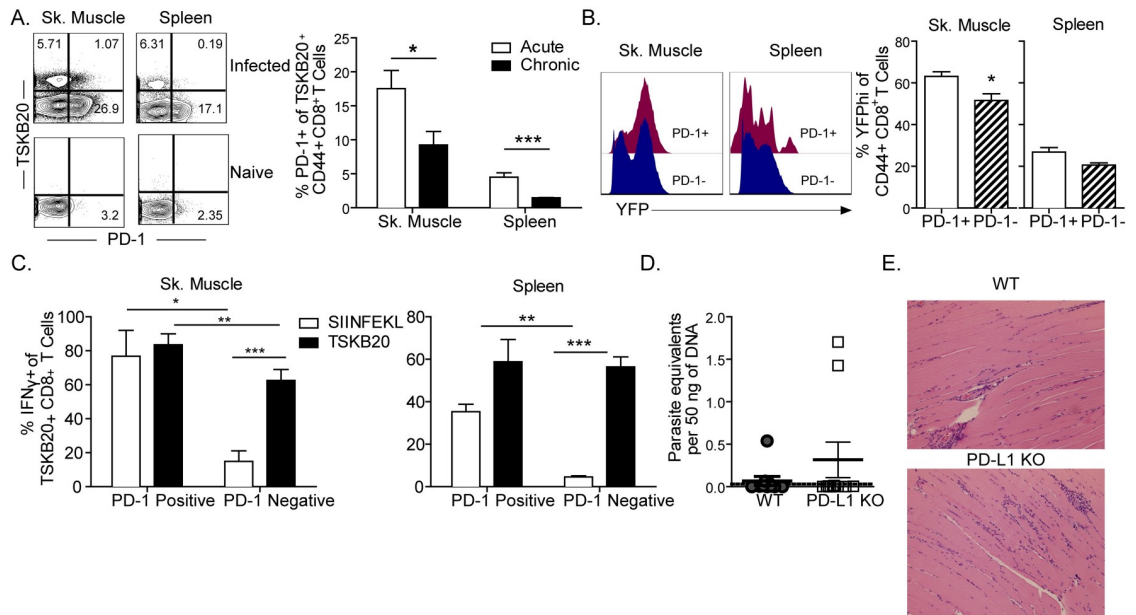 A.
Sk. Muscle Spleen
5.71 1.07 6.31 0.19
26.9 17.1
Infected
3.2 2.35
Naive
TSKB20
PD-1
% PD-1+ of TSKB20+
CD44+CD8+T Cells
25
20
15
10
5
0
* ***
Acute
Chronic
Sk. Muscle Spleen
B.
Sk. Muscle Spleen
PD-1+ PD-1+
PD-1- PD-1-
YFP
% YFPhi of
CD44+ CD8+T Cells
Sk. Muscle Spleen
80
60
40
20
0
*
PD-1+ PD-1- PD-1+ PD-1-
C.
Sk. Muscle
% IFNγ+ of
TSKB20+ CD8+ T Cells
100
80
60
40
20
0
* ** ***
PD-1 Positive PD-1 Negative
SIINFEKL
TSKB20
Spleen
100
80
60
40
20
0
** ***
PD-1 Positive PD-1 Negative
D.
Parasite equivalents
per 50 ng of DNA
2.0
1.5
1.0
0.5
0.0
WT PD-L1 KO
E.
WT
PD-L1 KO